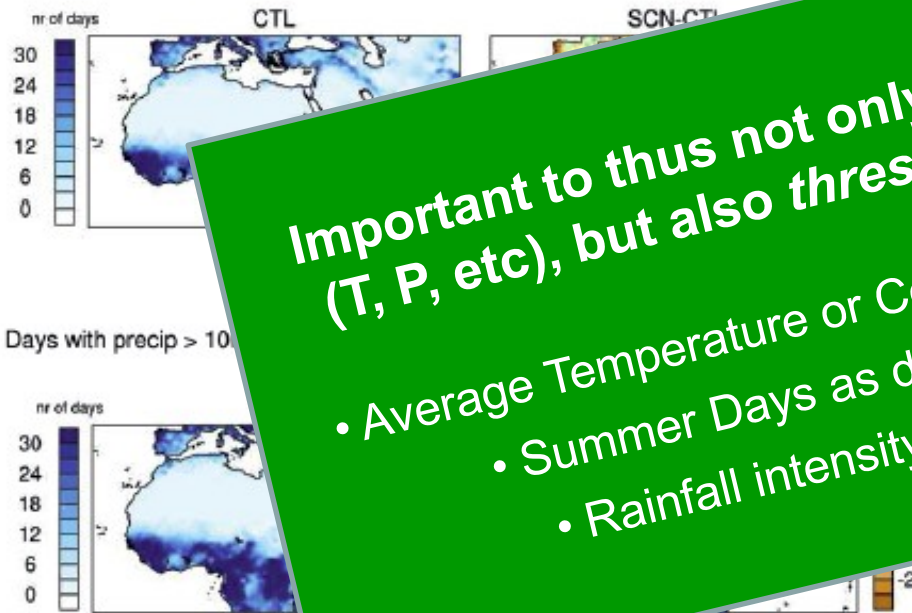 nr of days
CTL
SCN-CTL
30
24
18
12
6
0
Important to thus not only
(T, P, etc), but also thres
• Average Temperature or C
• Summer Days as d
• Rainfall intensity
Days with precip > 10
nr of days
30
24
18
12
6
0
-2